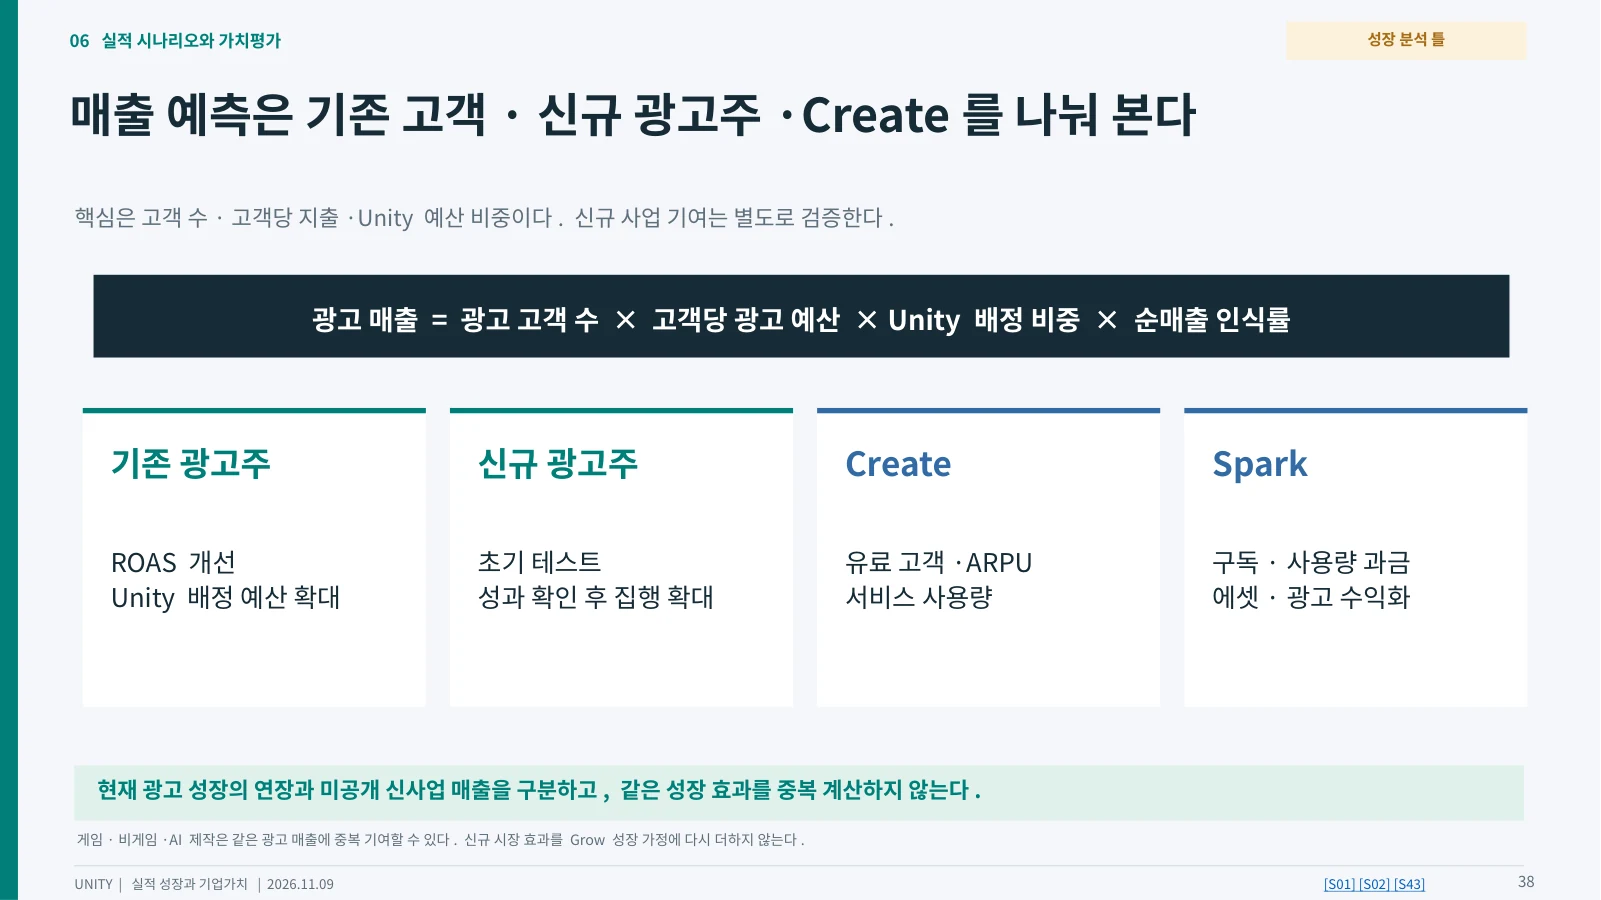 06 실적 시나리오와 가치평가
성장 분석 틀
매출 예측은 기존 고객 · 신규 광고주 ·Create 를 나눠 본다
핵심은 고객 수 · 고객당 지출 ·Unity 예산 비중이다 . 신규 사업 기여는 별도로 검증한다 .
광고 매출 = 광고 고객 수 × 고객당 광고 예산 × Unity 배정 비중 × 순매출 인식률
기존 광고주
ROAS 개선
Unity 배정 예산 확대
신규 광고주
초기 테스트
성과 확인 후 집행 확대
Create
유료 고객 ·ARPU
서비스 사용량
Spark
구독 · 사용량 과금
에셋 · 광고 수익화
현재 광고 성장의 연장과 미공개 신사업 매출을 구분하고 , 같은 성장 효과를 중복 계산하지 않는다 .
게임 · 비게임 ·AI 제작은 같은 광고 매출에 중복 기여할 수 있다 . 신규 시장 효과를 Grow 성장 가정에 다시 더하지 않는다 .
UNITY | 실적 성장과 기업가치 | 2026.11.09
[S01] [S02] [S43]
38